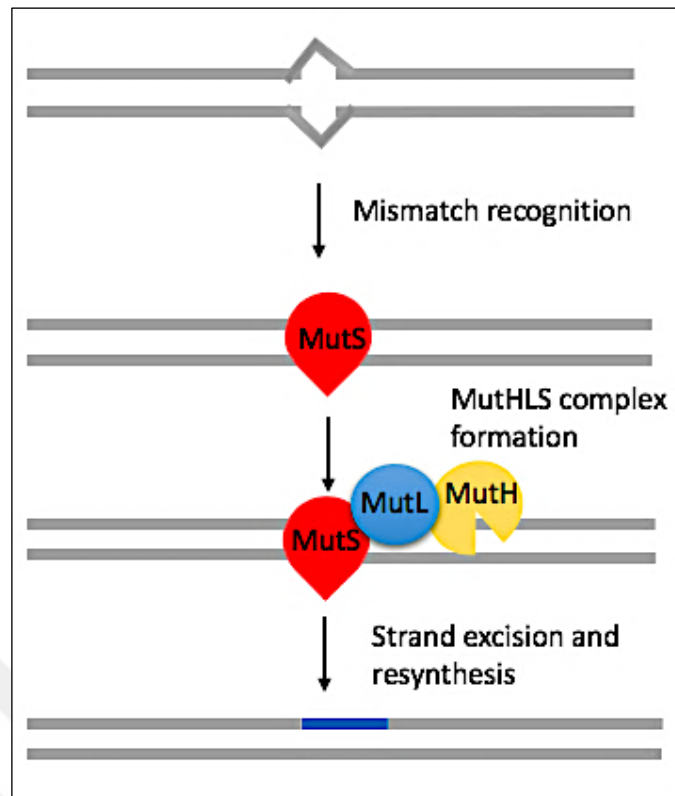 Mismatch recognition
MutS
MutHLS complex
formation
MutL
MutH
MutS
Strand excision and
resynthesis